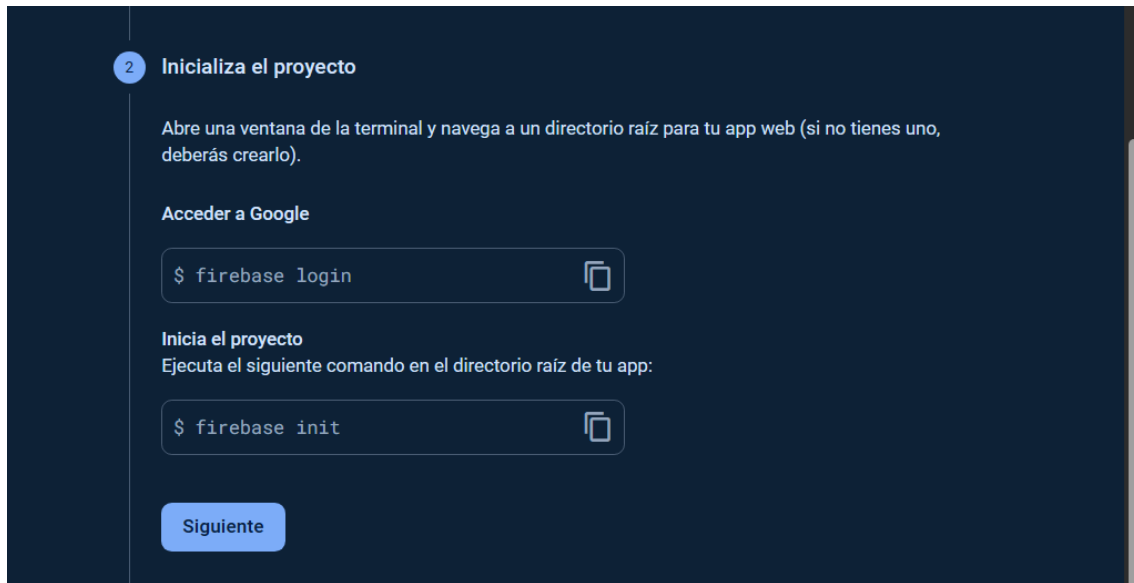 2
Inicializa el proyecto
Abre una ventana de la terminal y navega a un directorio raíz para tu app web (si no tienes uno,
deberás crearlo).
Acceder a Google
$ firebase login
Inicia el proyecto
Ejecuta el siguiente comando en el directorio raíz de tu app:
$ firebase init
Siguiente